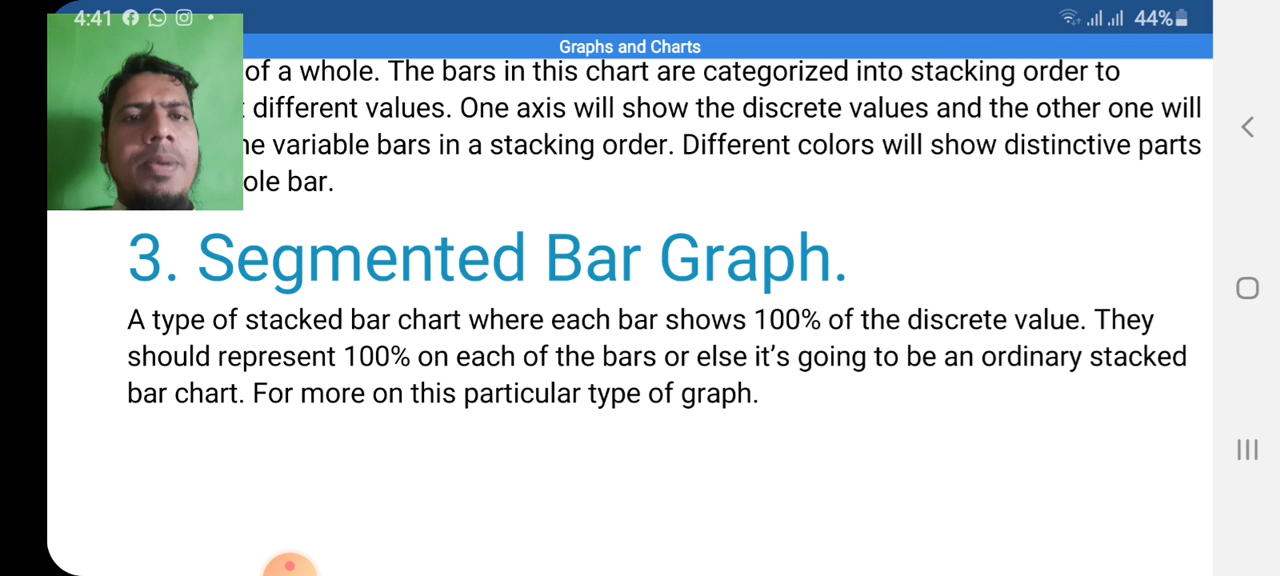 4:41
44%
Graphs and Charts
of a whole. The bars in this chart are categorized into stacking order to
different values. One axis will show the discrete values and the other one will
variable bars in a stacking order. Different colors will show distinctive parts
bar.
3. Segmented Bar Graph.
A type of stacked bar chart where each bar shows 100% of the discrete value. They
should represent 100% on each of the bars or else it’s going to be an ordinary stacked
bar chart. For more on this particular type of graph.